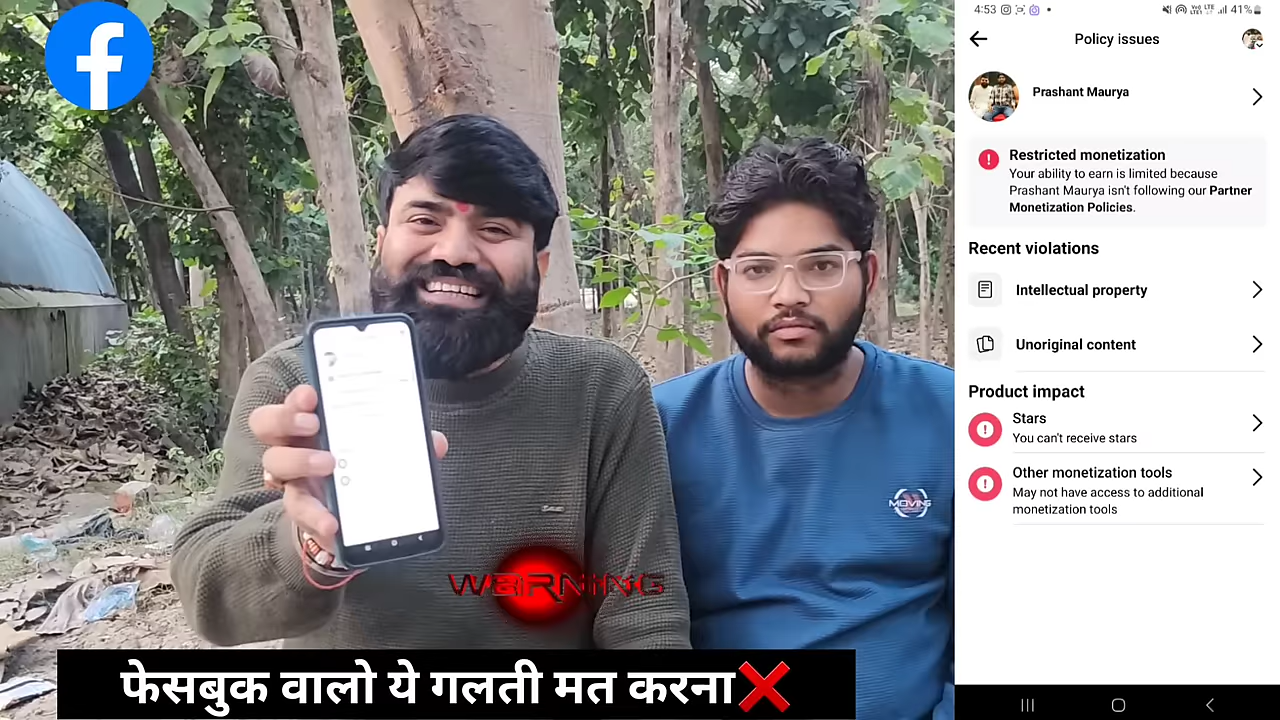 4:53
41%
Policy issues
Prashant Maurya
Restricted monetization
Your ability to earn is limited because
Prashant Maurya isn't following our Partner
Monetization Policies.
Recent violations
Intellectual property
Unoriginal content
Product impact
Stars
You can't receive stars
Other monetization tools
May not have access to additional
monetization tools
MOVING
WARNING
फेसबुक वालो ये गलती मत करना❌